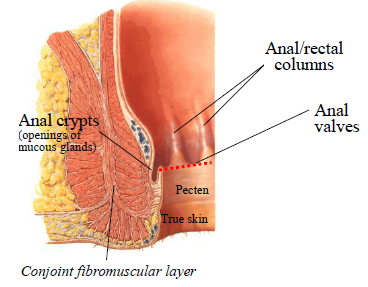 Anal/rectal
columns
Anal
valves
Anal crypts
(openings of
mucous glands)
Pecten
True skin
Conjoint fibromuscular layer